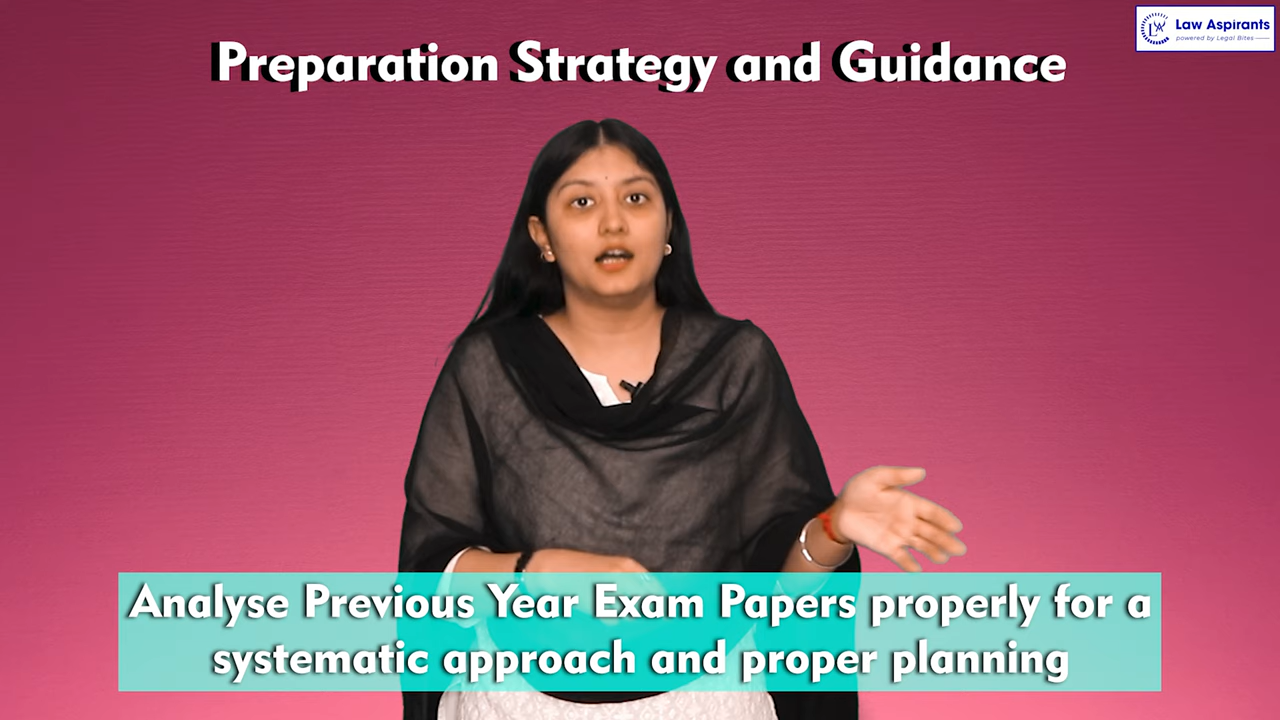 Law Aspirants
powered by Legal Bites
Preparation Strategy and Guidance
Analyse Previous Year Exam Papers properly for a
systematic approach and proper planning